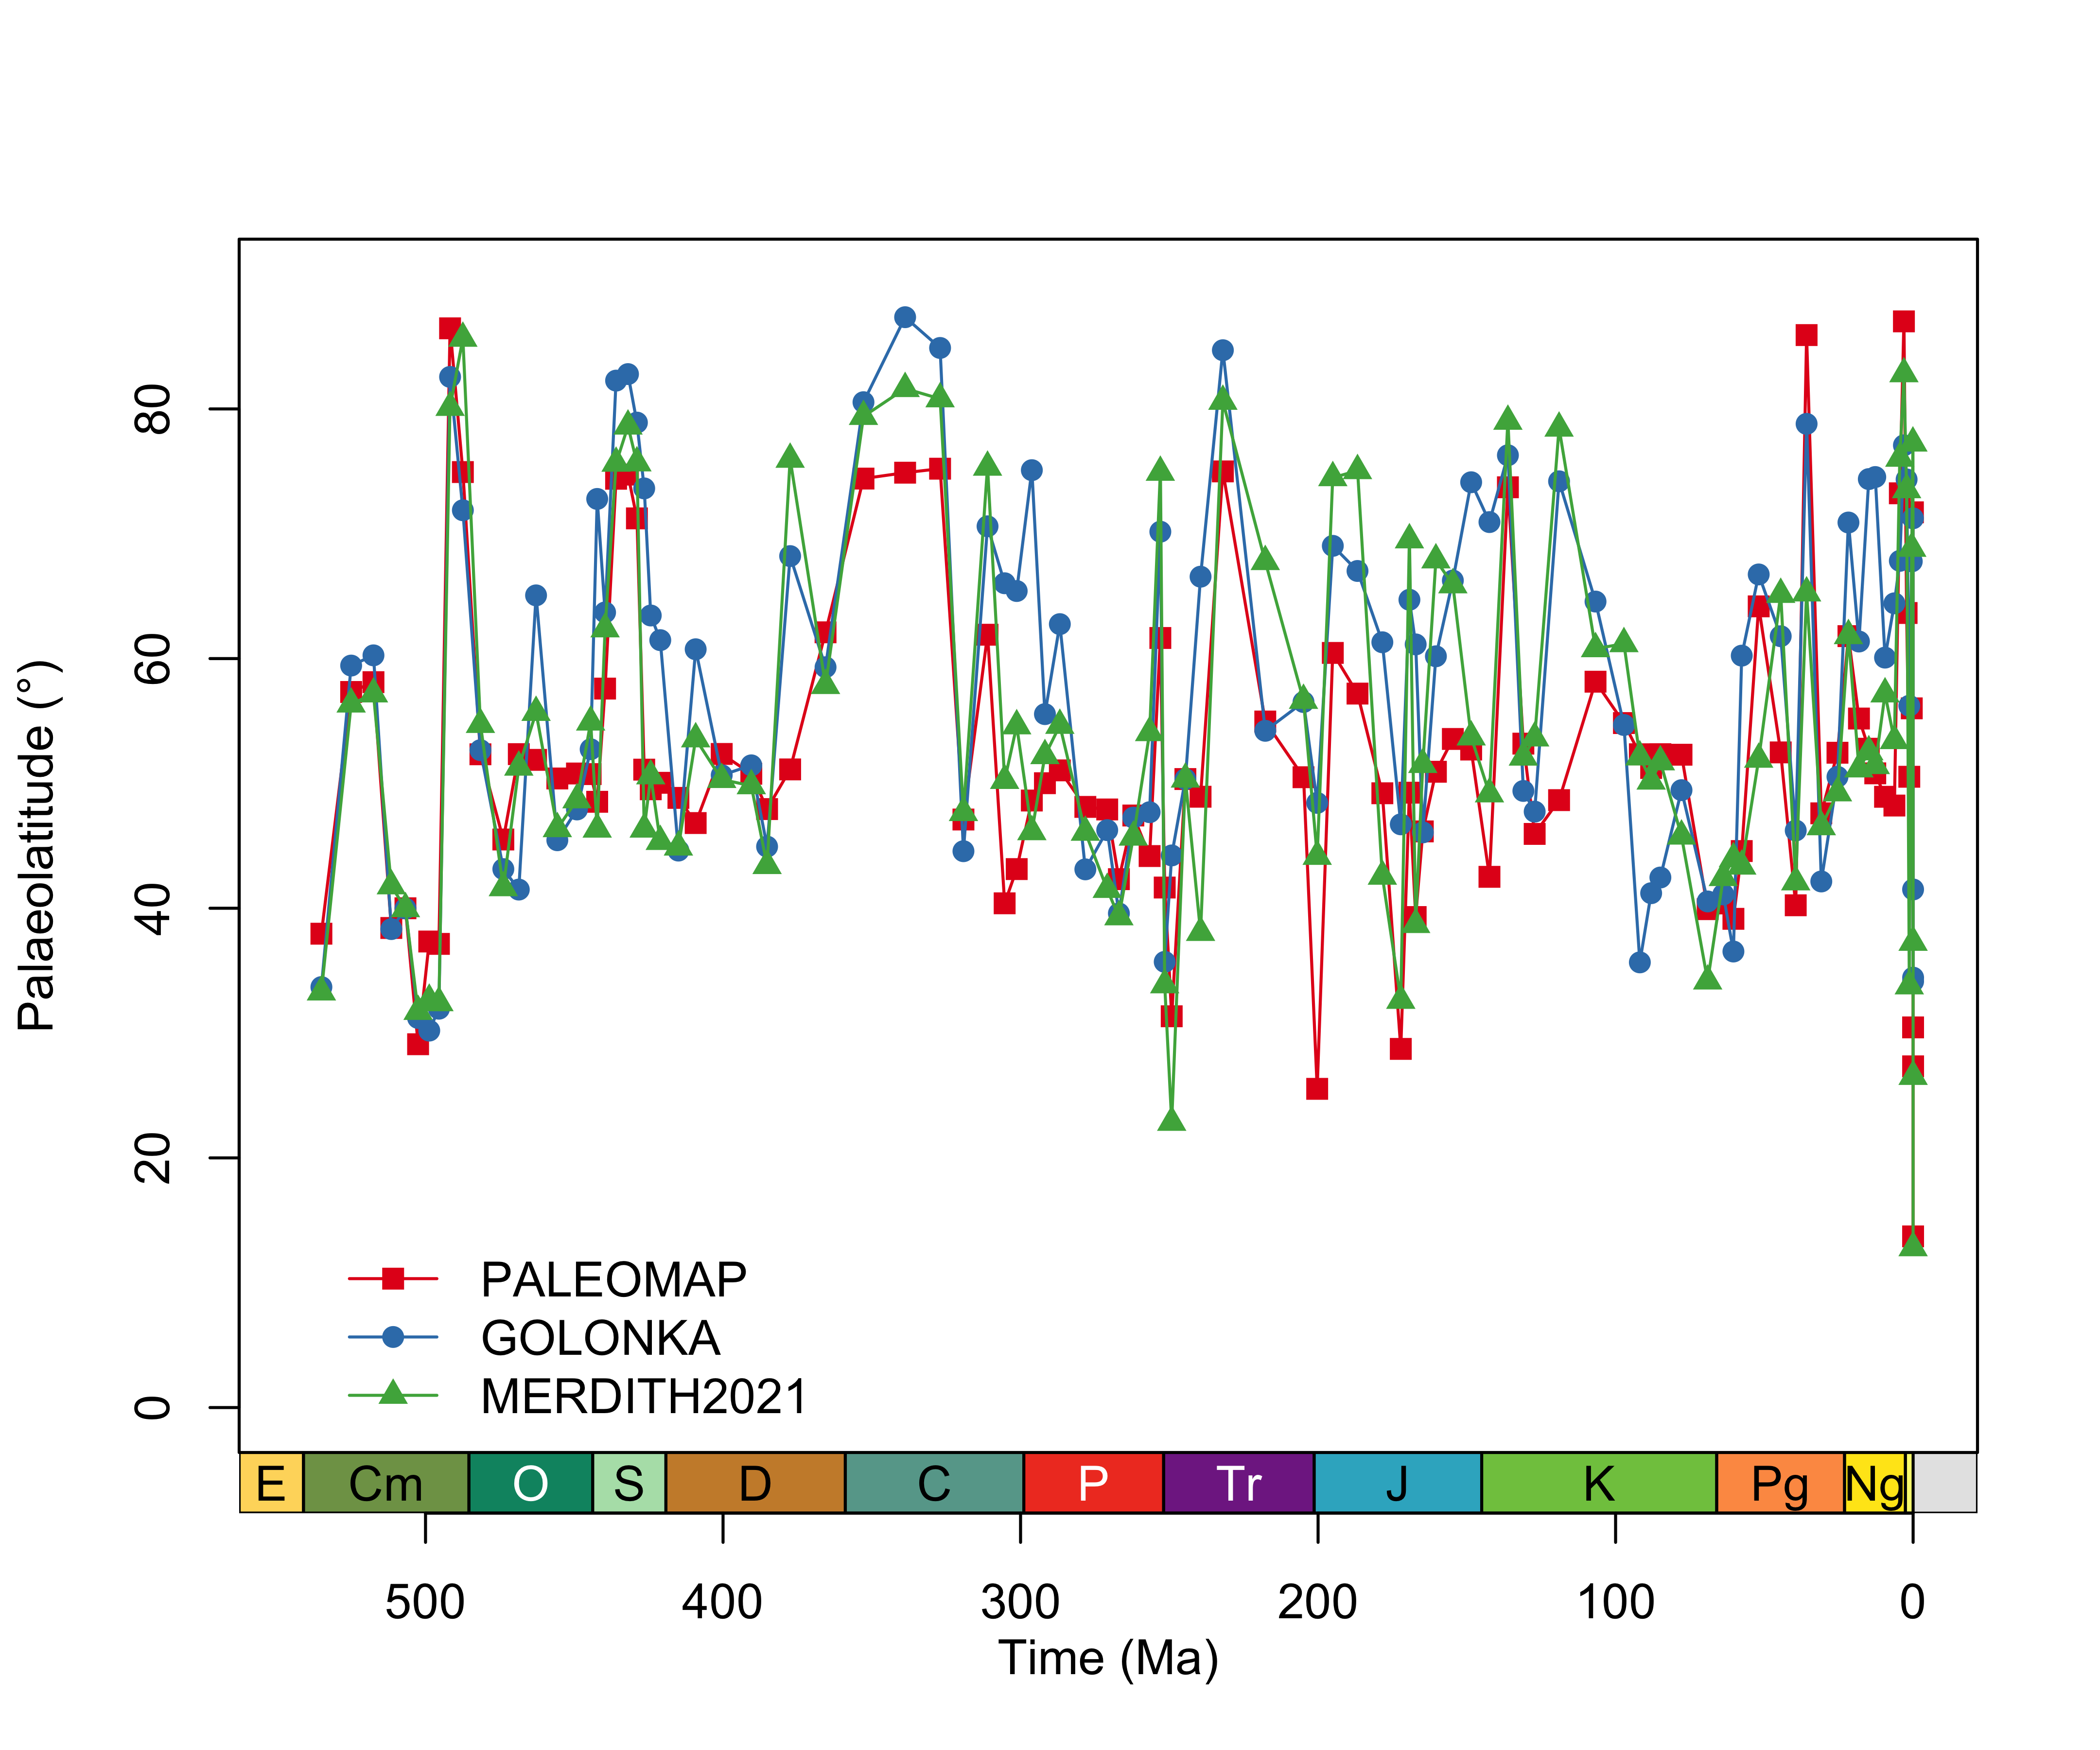 Palaeolatitude (°)
80
60
40
20
0
PALEOMAP
GOLONKA
MERDITH2021
E Cm O S D C P Tr J K Pg Ng
500 400 300 200 100 0
Time (Ma)